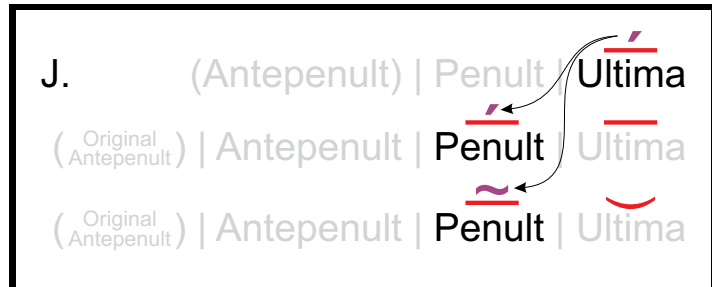 J. (Antepenult) | Penult | Ultima
(Original Antepenult) | Antepenult | Penult | Ultima
(Original Antepenult) | Antepenult | Penult | Ultima